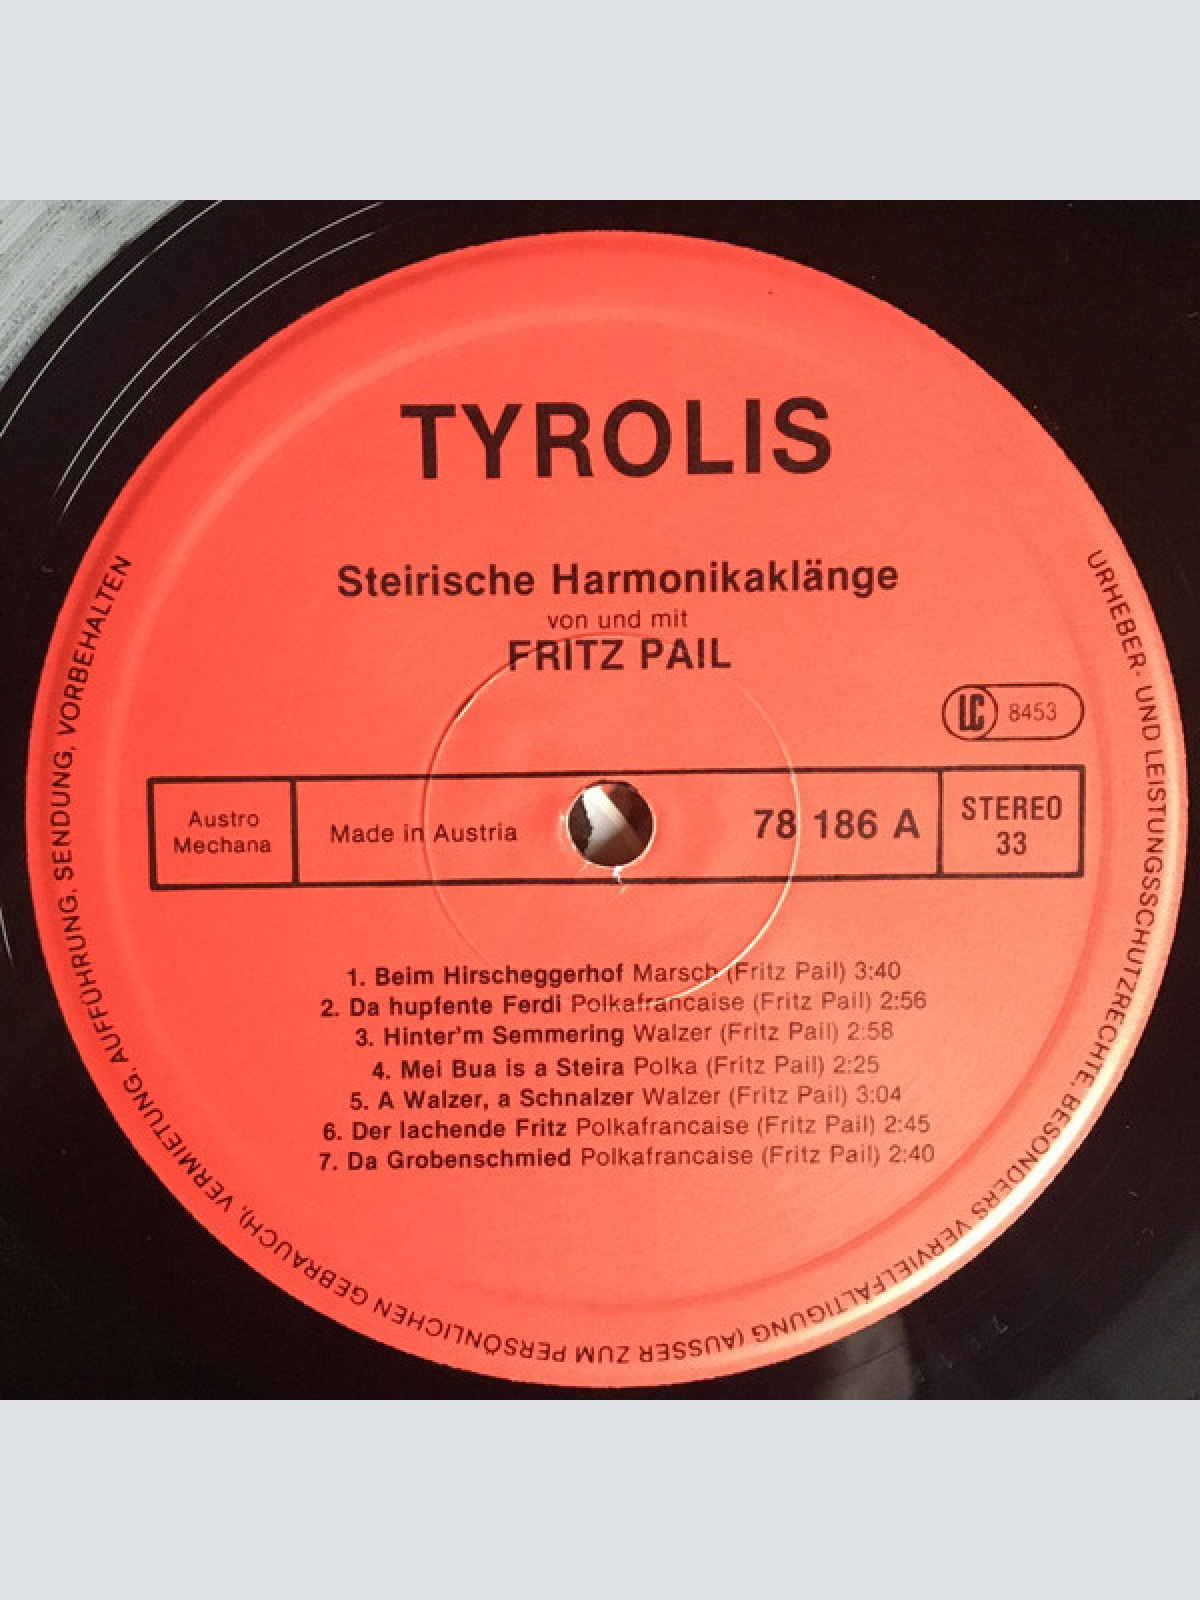 TYROLIS
Steirische Harmonikaklänge
von und mit
FRITZ PAIL
LC 8453
Austro
Mechana
Made in Austria
78 186 A
STEREO
33
1. Beim Hirscheggerhof Marsch (Fritz Pail) 3:40
2. Da hupfente Ferdi Polkafrancaise (Fritz Pail) 2:56
3. Hinter'm Semmering Walzer (Fritz Pail) 2:58
4. Mei Bua is a Steira Polka (Fritz Pail) 2:25
5. A Walzer, a Schnalzer Walzer (Fritz Pail) 3:04
6. Der lachende Fritz Polkafrancaise (Fritz Pail) 2:45
7. Da Grobenschmied Polkafrancaise (Fritz Pail) 2:40
URHEBER- UND LEISTUNGSSCHUTZRECHTE, BESONDERS VERVIELFÄLTIGUNG (AUSSER ZUM PERSÖNLICHEN GEBRAUCH), VERMIETUNG, AUFFÜHRUNG, SENDUNG, VORBEHALTEN